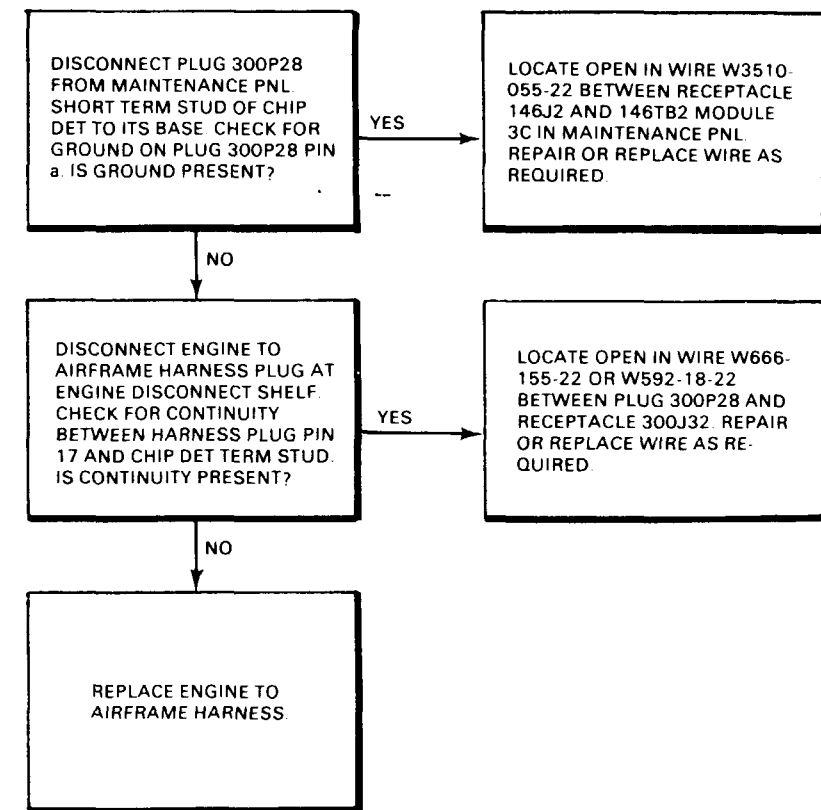 DISCONNECT PLUG 300P28
FROM MAINTENANCE PNL.
SHORT TERM STUD OF CHIP
DET TO ITS BASE. CHECK FOR
GROUND ON PLUG 300P28 PIN
a. IS GROUND PRESENT?
YES
LOCATE OPEN IN WIRE W3510-
055-22 BETWEEN RECEPTACLE
146J2 AND 146TB2 MODULE
3C IN MAINTENANCE PNL.
REPAIR OR REPLACE WIRE AS
REQUIRED.
NO
DISCONNECT ENGINE TO
AIRFRAME HARNESS PLUG AT
ENGINE DISCONNECT SHELF.
CHECK FOR CONTINUITY
BETWEEN HARNESS PLUG PIN
17 AND CHIP DET TERM STUD.
IS CONTINUITY PRESENT?
YES
LOCATE OPEN IN WIRE W666-
155-22 OR W592-18-22
BETWEEN PLUG 300P28 AND
RECEPTACLE 300J32. REPAIR
OR REPLACE WIRE AS RE-
QUIRED.
NO
REPLACE ENGINE TO
AIRFRAME HARNESS.